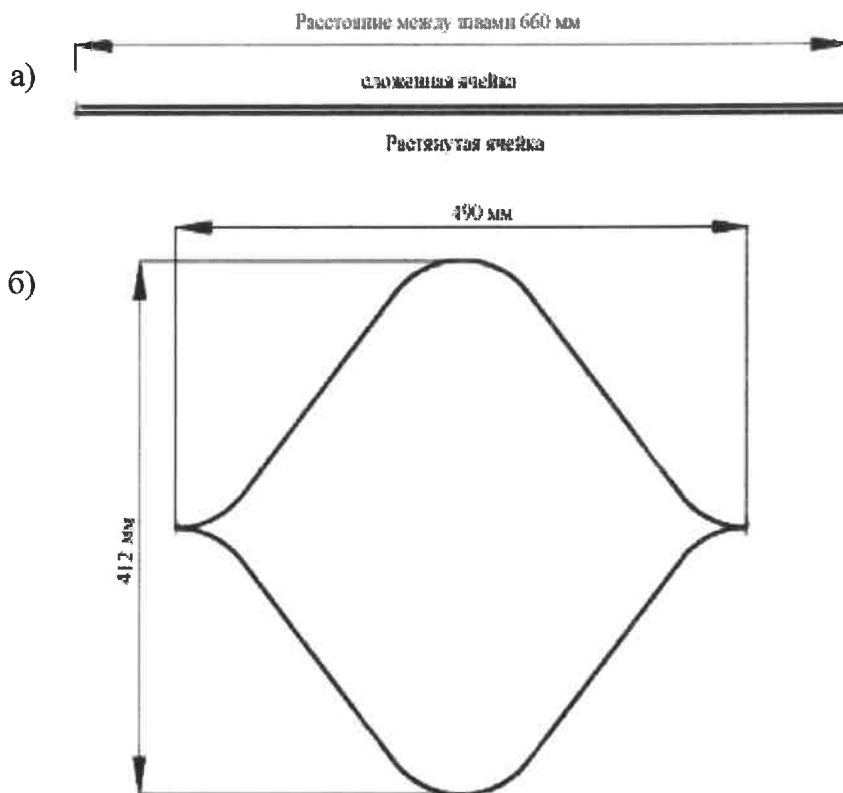 Расстояние между швами 660 мм
а)
сложенная ячейка
Растянутая ячейка
490 мм
б)
412 мм